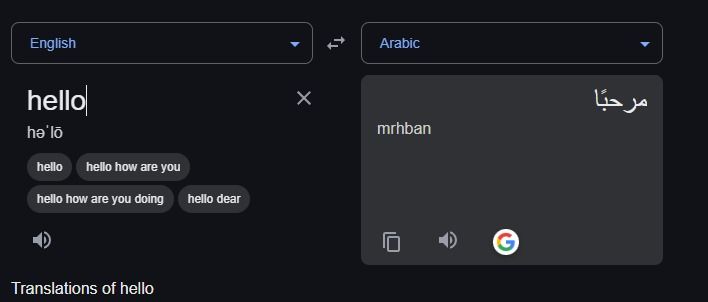 English
Arabic
hello
həˈlō
hello
hello how are you
hello how are you doing
hello dear
مرحبًا
mrhban
Translations of hello